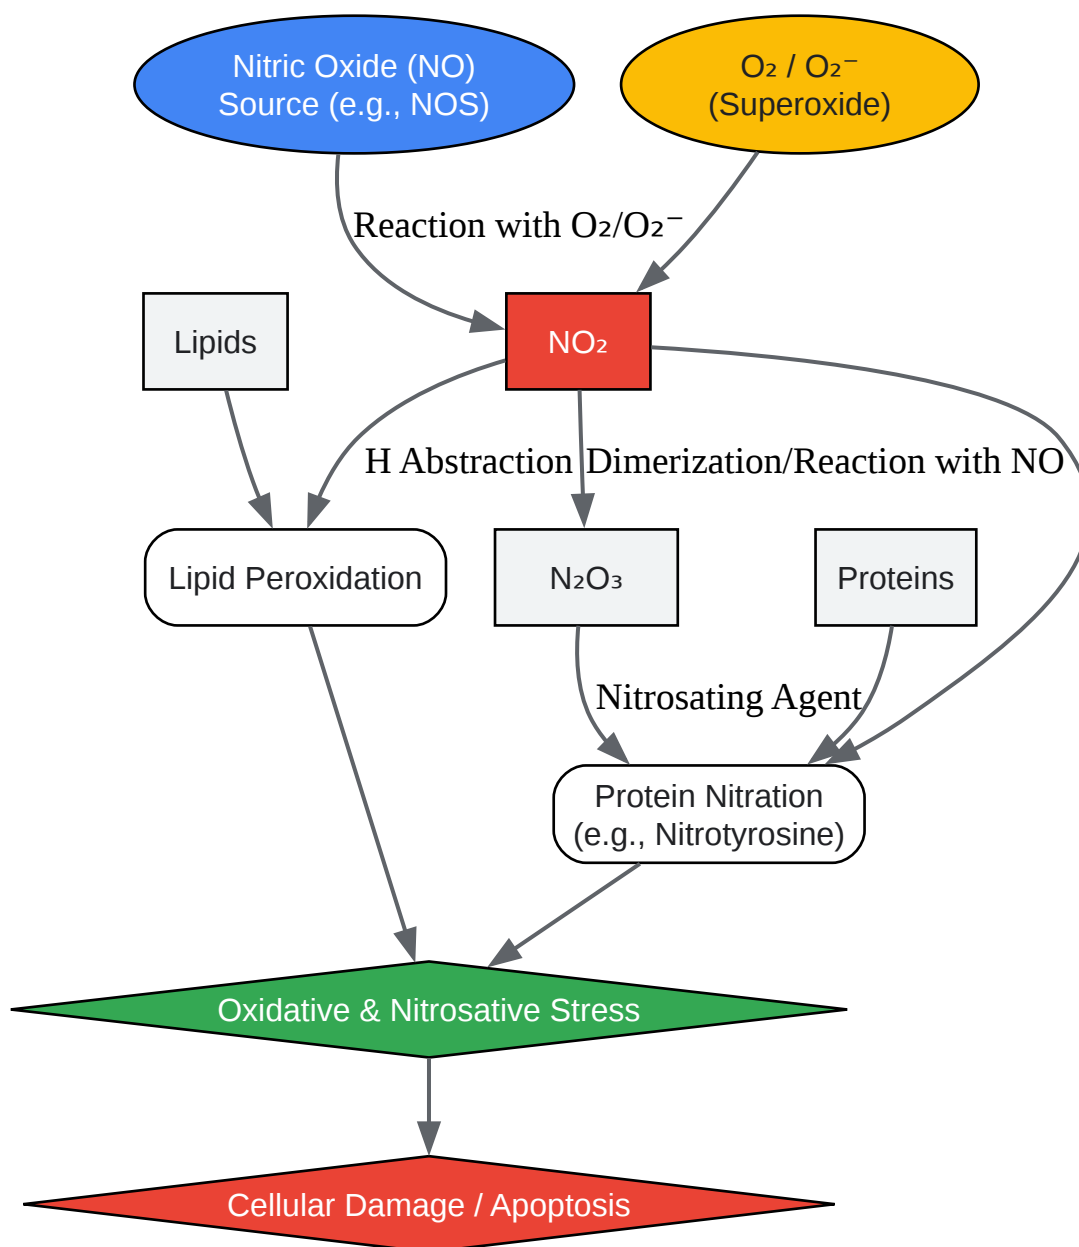 Nitric Oxide (NO)
Source (e.g., NOS)
O₂ / O₂⁻
(Superoxide)
Reaction with O₂/O₂⁻
Lipids
NO₂
H Abstraction
Dimerization/Reaction with NO
Lipid Peroxidation
N₂O₃
Proteins
Nitrosating Agent
Protein Nitration
(e.g., Nitrotyrosine)
Oxidative & Nitrosative Stress
Cellular Damage / Apoptosis